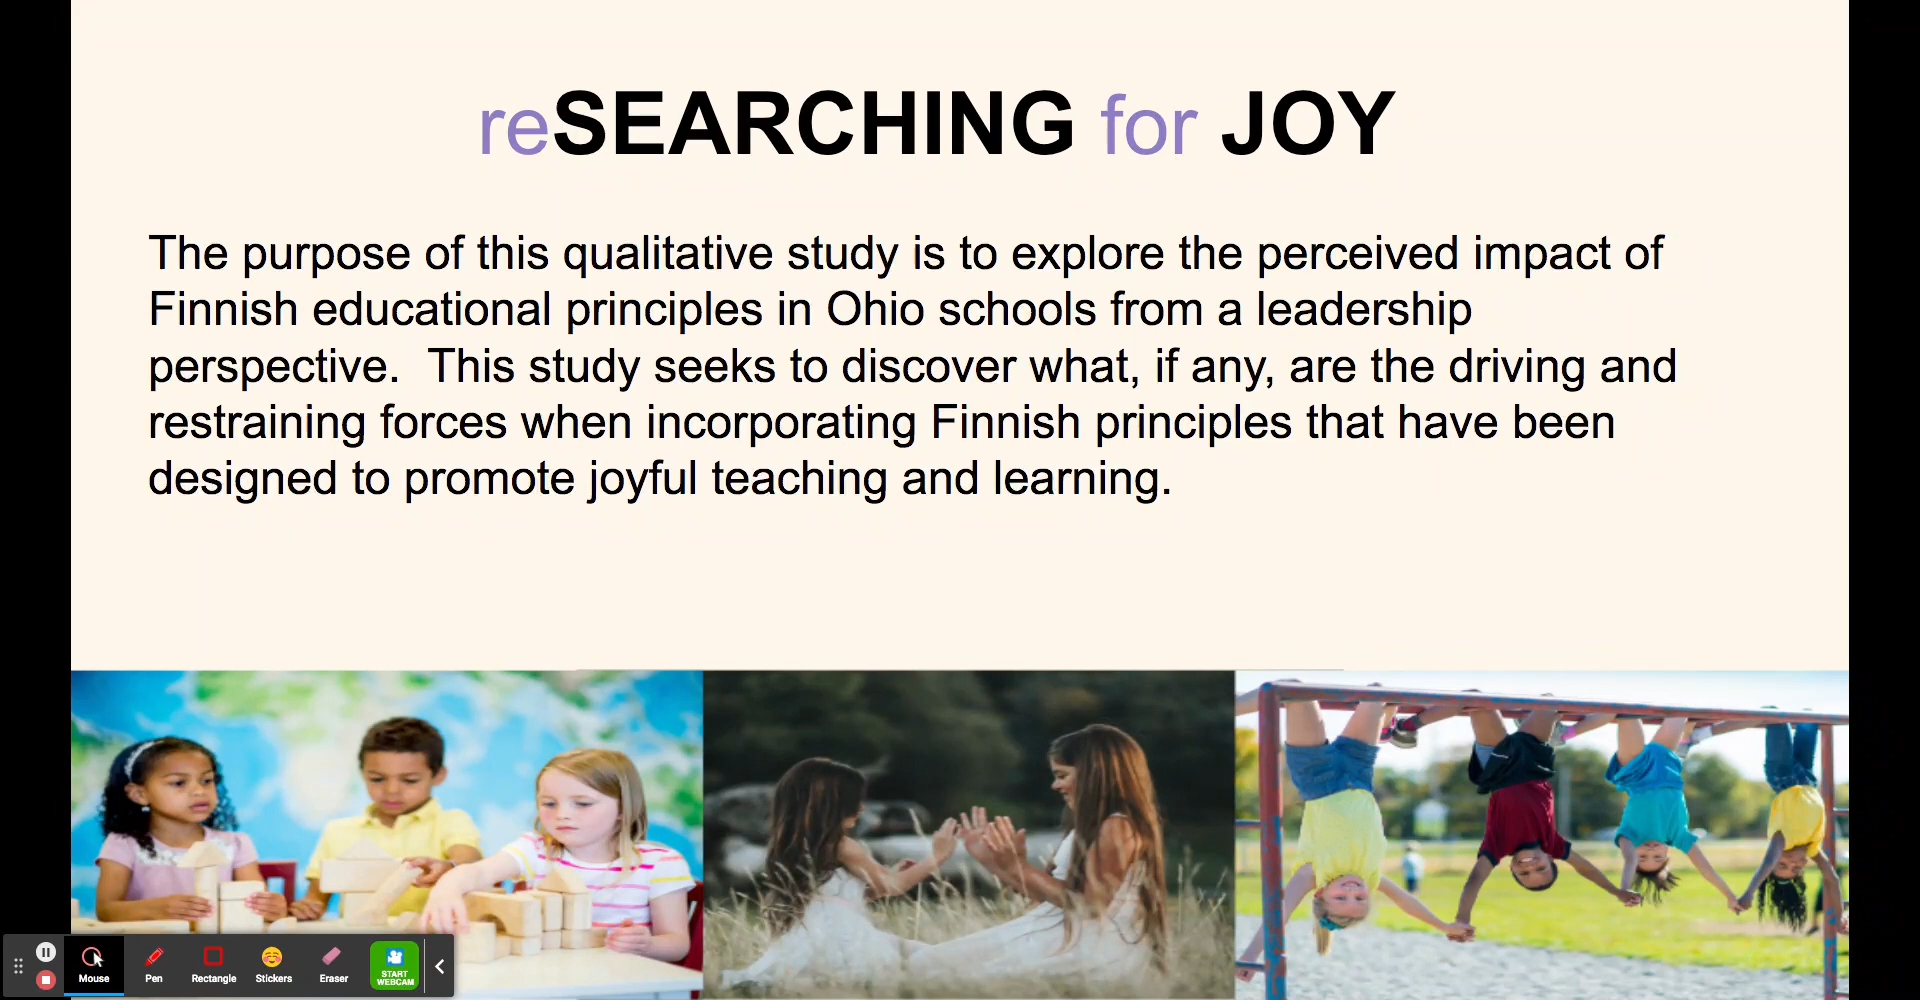 reSEARCHING for JOY
The purpose of this qualitative study is to explore the perceived impact of
Finnish educational principles in Ohio schools from a leadership
perspective.  This study seeks to discover what, if any, are the driving and
restraining forces when incorporating Finnish principles that have been
designed to promote joyful teaching and learning.
Mouse
Pen
Rectangle
Stickers
Eraser
START
WEBCAM